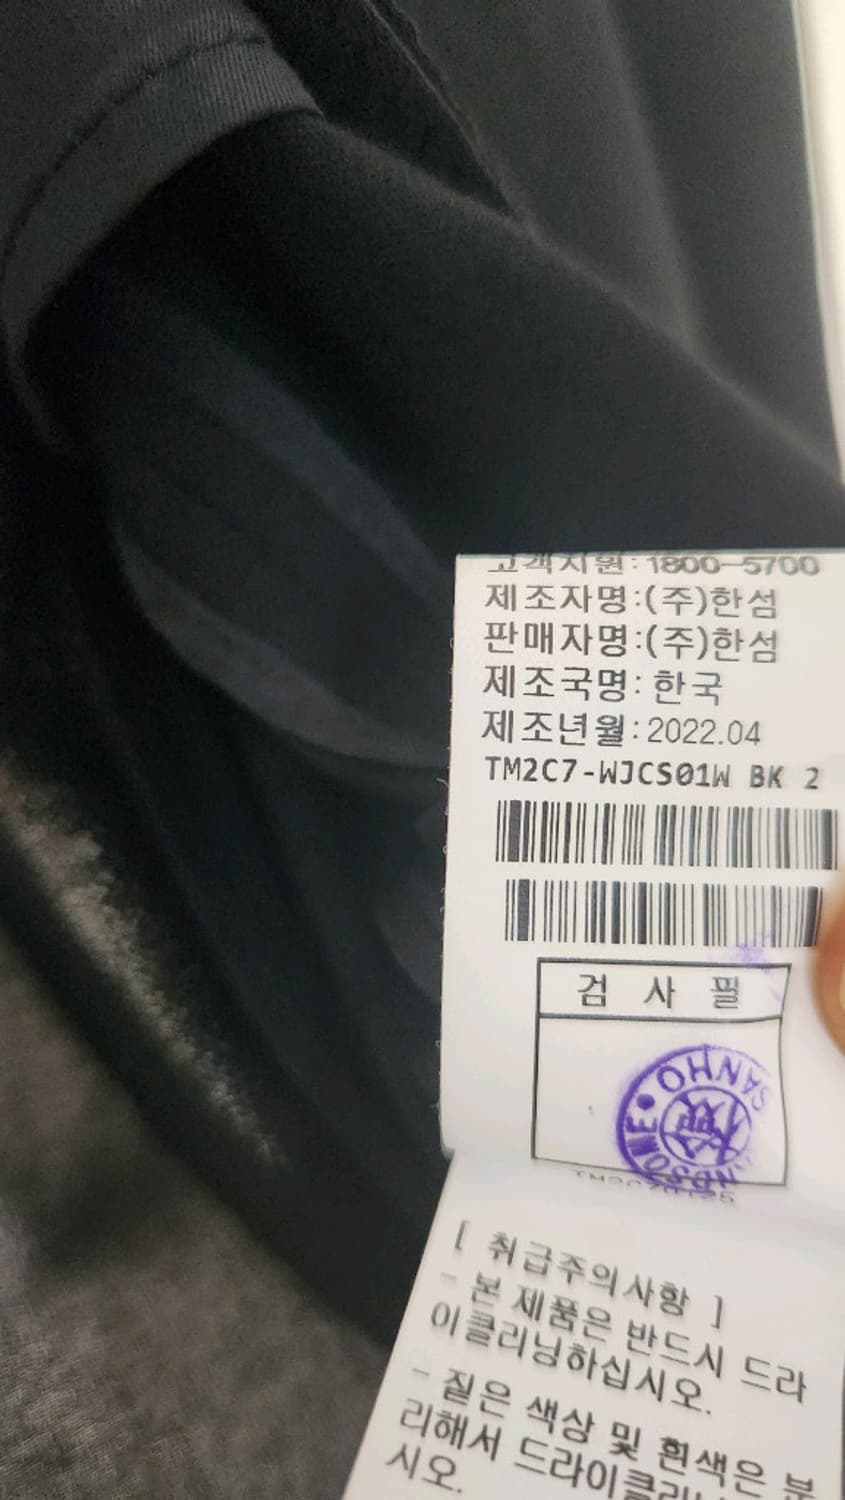 고객지원:1800-5700
제조자명:(주)한섬
판매자명:(주)한섬
제조국명: 한국
제조년월:2022.04
TM2C7-WJCS01W BK 2
검 사 필
[ 취급주의사항 ]
- 본 제품은 반드시 드라
이클리닝하십시오.
- 짙은 색상 및 흰색은 분
리해서 드라이클리
시오.